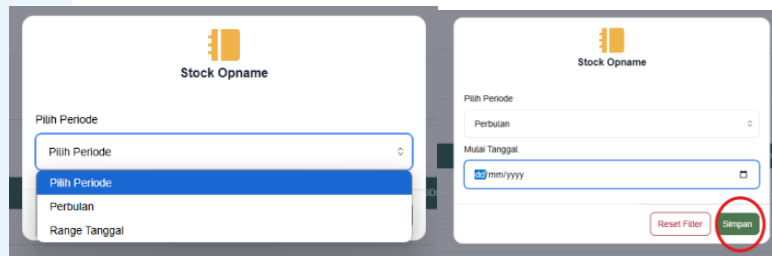 Stock Opname
Pilih Periode
Pilih Periode
Pilih Periode
Perbulan
Range Tanggal
Stock Opname
Pilih Periode
Perbulan
Mulai Tanggal
dd/mm/yyyy
Reset Filter
Simpan